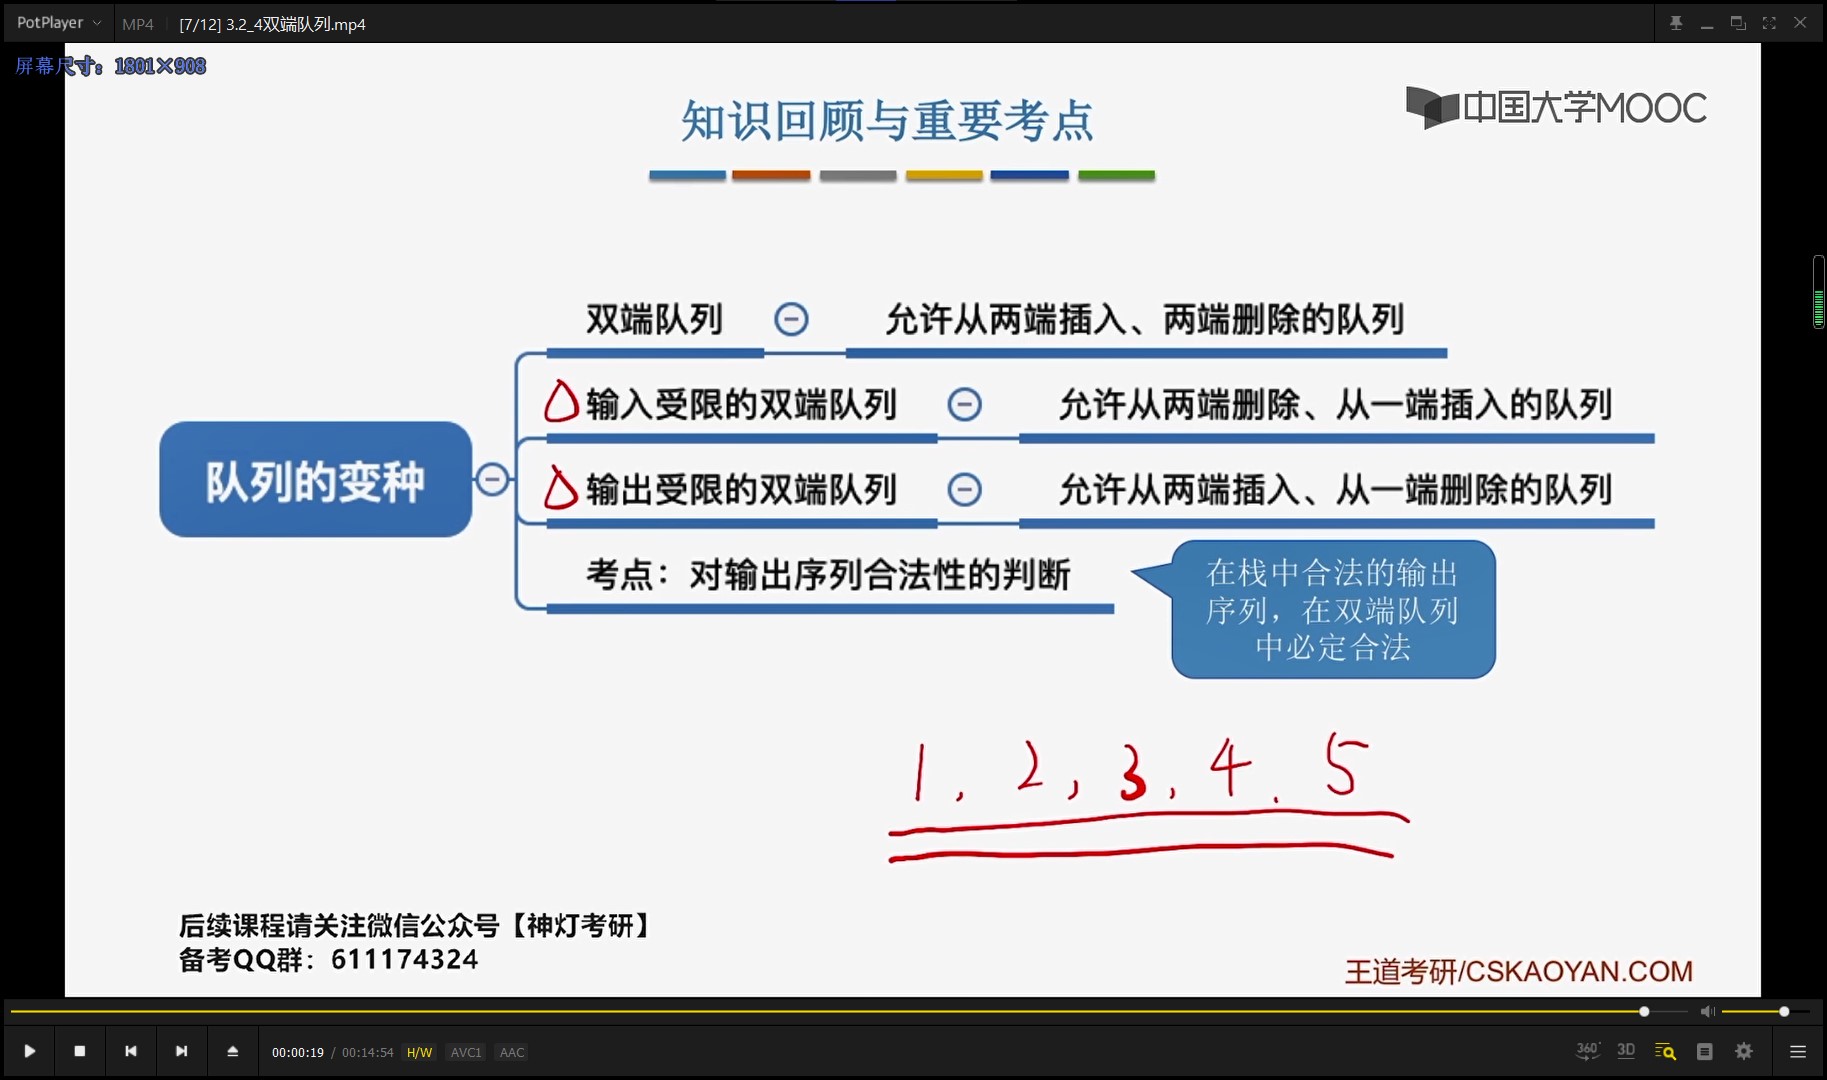 PotPlayer MP4 [7/12] 3.2_4双端队列.mp4
屏幕尺寸：1801×908
中国大学MOOC
知识回顾与重要考点
双端队列 允许从两端插入、两端删除的队列
输入受限的双端队列 允许从两端删除、从一端插入的队列
队列的变种
输出受限的双端队列 允许从两端插入、从一端删除的队列
考点：对输出序列合法性的判断
在栈中合法的输出
序列，在双端队列
中必定合法
1, 2, 3, 4, 5
后续课程请关注微信公众号【神灯考研】
备考QQ群：611174324
王道考研/CSKAOYAN.COM
00:00:19 / 00:14:54 H/W AVC1 AAC
360° 3D